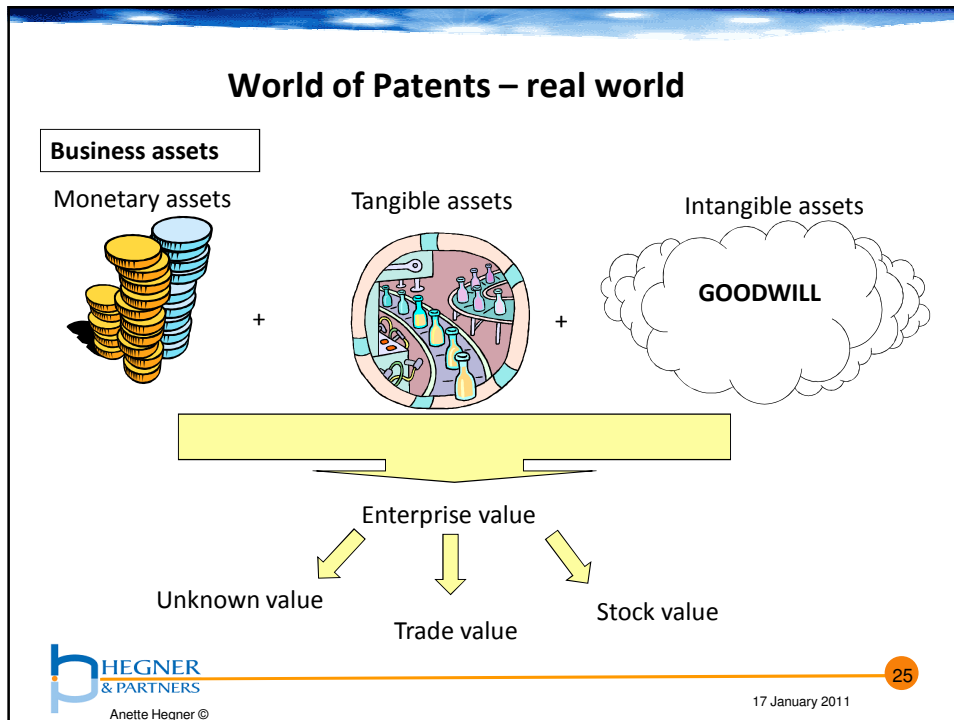 World of Patents – real world
Business assets
Monetary assets
Tangible assets
Intangible assets
+
+
GOODWILL
Enterprise value
Unknown value
Trade value
Stock value
HEGNER
& PARTNERS
Anette Hegner ©
25
17 January 2011